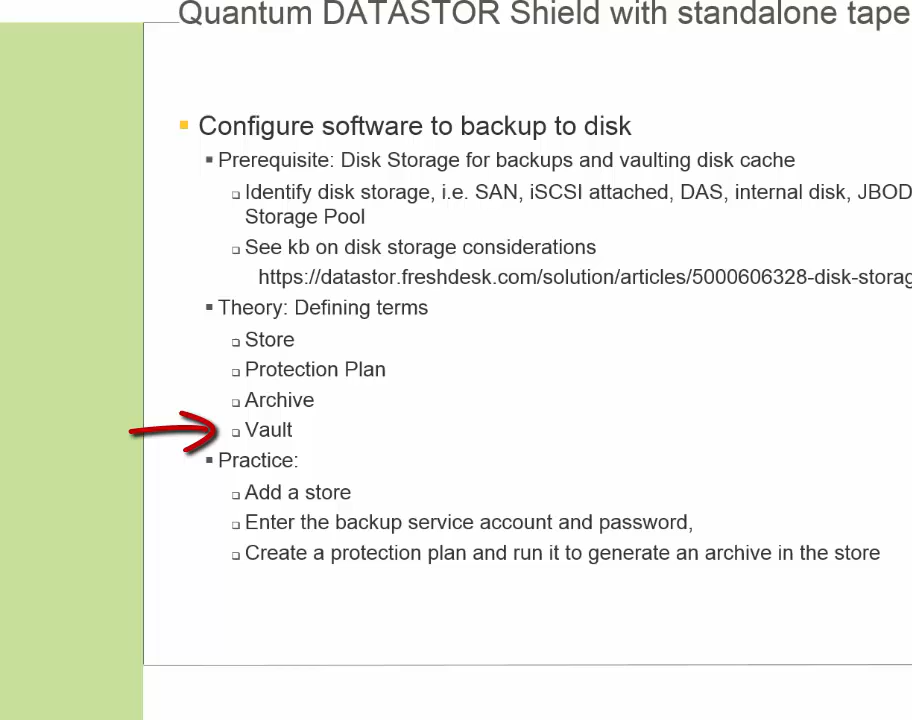 Quantum DATASTOR Shield with standalone tape
Configure software to backup to disk
Prerequisite: Disk Storage for backups and vaulting disk cache
Identify disk storage, i.e. SAN, iSCSI attached, DAS, internal disk, JBOD
Storage Pool
See kb on disk storage considerations
https://datastor.freshdesk.com/solution/articles/5000606328-disk-storag
Theory: Defining terms
Store
Protection Plan
Archive
Vault
Practice:
Add a store
Enter the backup service account and password,
Create a protection plan and run it to generate an archive in the store